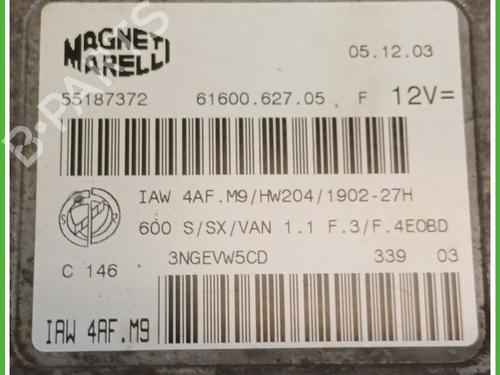 MAGNETI
MARELLI
05.12.03
55187372 61600.627.05 F 12V=
IAW 4AF.M9/HW204/1902-27H
600 S/SX/VAN 1.1 F.3/F.4EOBD
C 146 3NGEVW5CD 339 03
IAW 4AF.M9
B-PARTS